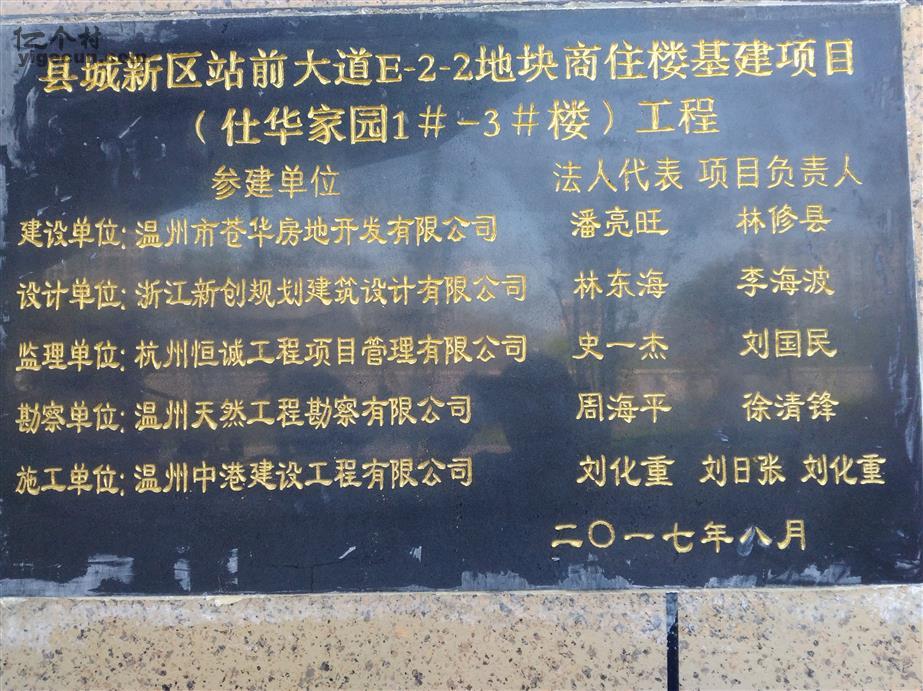 亿个村
yigecun.com
县城新区站前大道E-2-2地块商住楼基建项目
（仕华家园1#-3#楼）工程
参建单位 法人代表 项目负责人
建设单位:温州市苍华房地开发有限公司 潘亮旺 林修县
设计单位:浙江新创规划建筑设计有限公司 林东海 李海波
监理单位:杭州恒诚工程项目管理有限公司 史一杰 刘国民
勘察单位:温州天然工程勘察有限公司 周海平 徐清锋
施工单位:温州中港建设工程有限公司 刘化重 刘日张 刘化重
二〇一七年八月